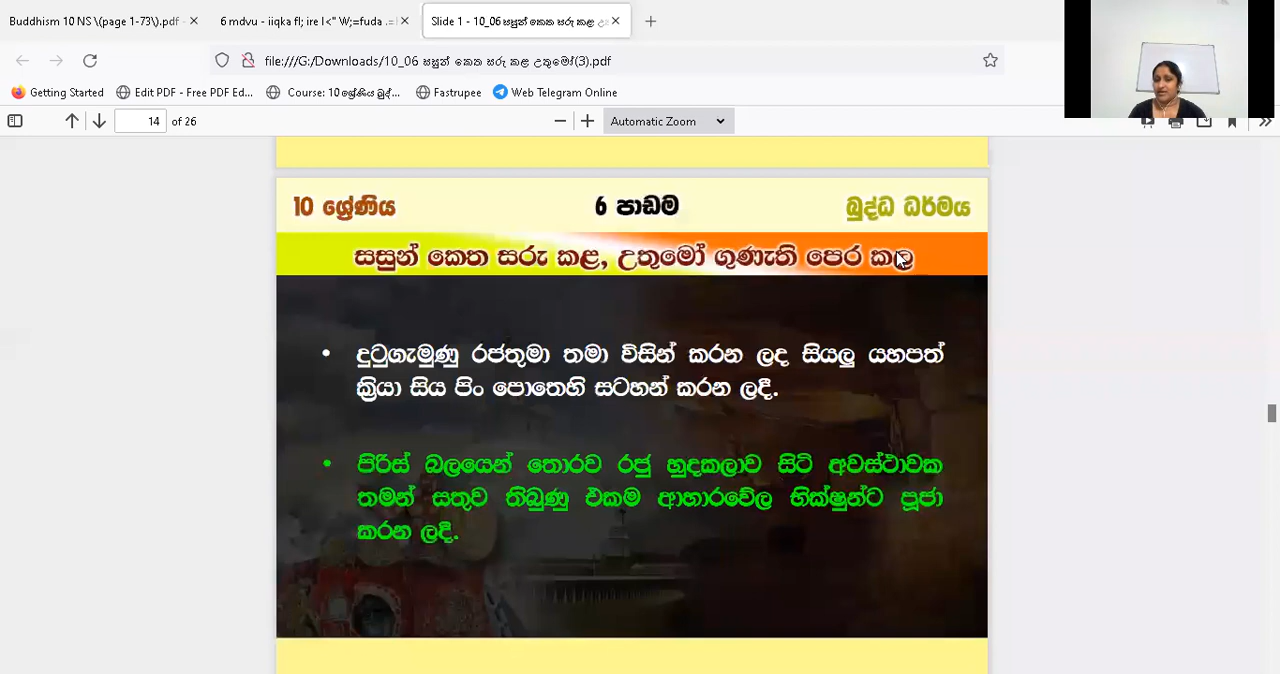 Buddhism 10 NS \(page 1-73\).pdf
6 mdvu - iiqka fl; ire l<" W;=fuda .=
Slide 1 - 10_06 සසුන් කෙත සරු කළ උ
file:///G:/Downloads/10_06 සසුන් කෙත සරු කළ උතුමෝ(3).pdf
Getting Started
Edit PDF - Free PDF Ed...
Course: 10 ශ්‍රේණිය බුද්...
Fastrupee
Web Telegram Online
14 of 26
Automatic Zoom
10 ශ්‍රේණිය
6 පාඩම
බුද්ධ ධර්මය
සසුන් කෙත සරු කළ, උතුමෝ ගුණැති පෙර කල
• දුටුගැමුණු රජතුමා තමා විසින් කරන ලද සියලු යහපත්
ක්‍රියා සිය පිං පොතෙහි සටහන් කරන ලදී.
• පිරිස් බලයෙන් තොරව රජු හුදකලාව සිටි අවස්ථාවක
තමන් සතුව තිබුණු එකම ආහාරවේල භික්ෂුන්ට පූජා
කරන ලදී.